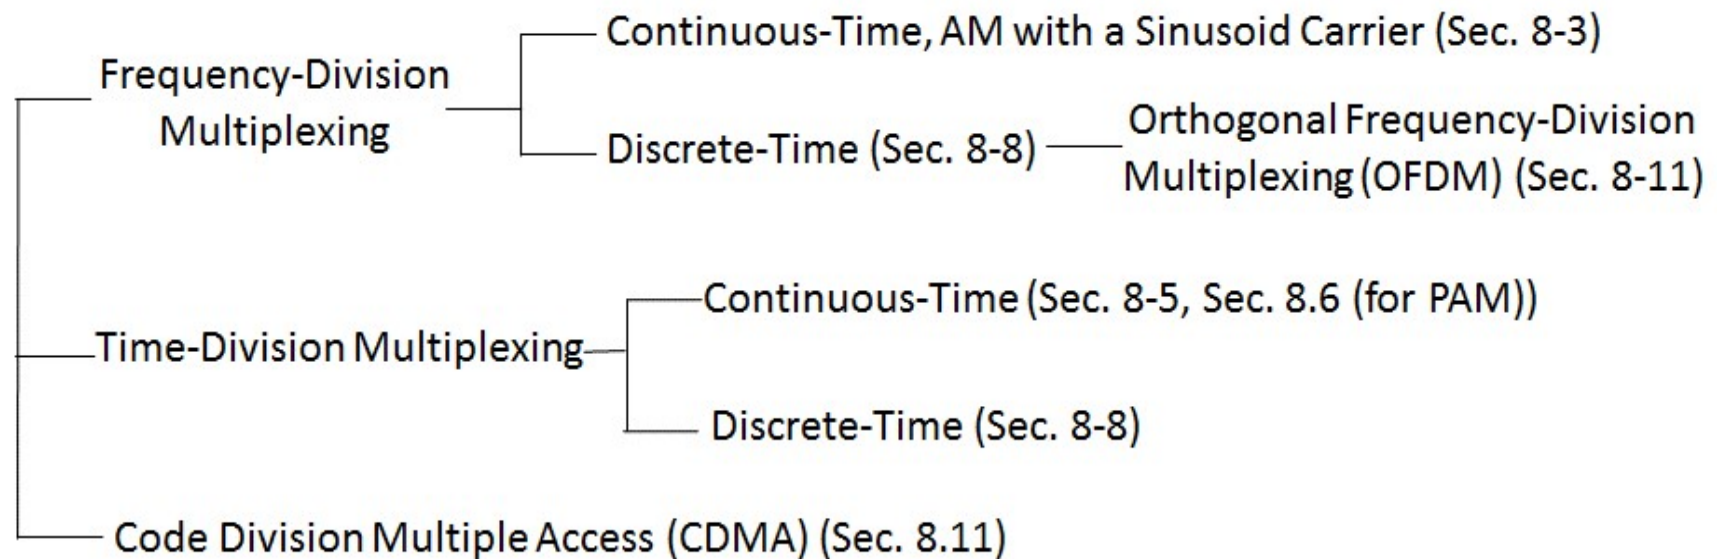 Continuous-Time, AM with a Sinusoid Carrier (Sec. 8-3)
Frequency-Division
Multiplexing
Discrete-Time (Sec. 8-8)
Orthogonal Frequency-Division
Multiplexing (OFDM) (Sec. 8-11)
Continuous-Time (Sec. 8-5, Sec. 8.6 (for PAM))
Time-Division Multiplexing
Discrete-Time (Sec. 8-8)
Code Division Multiple Access (CDMA) (Sec. 8.11)